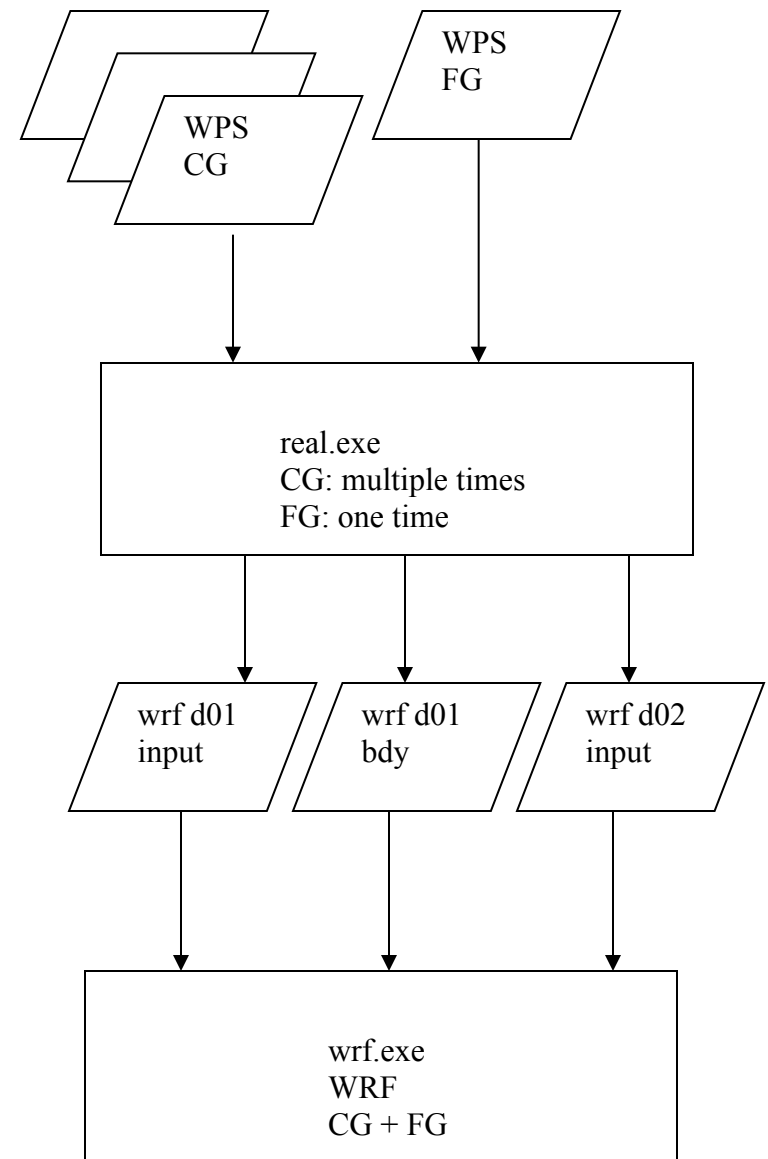 WPS
CG
WPS
FG
real.exe
CG: multiple times
FG: one time
wrf d01
input
wrf d01
bdy
wrf d02
input
wrf.exe
WRF
CG + FG